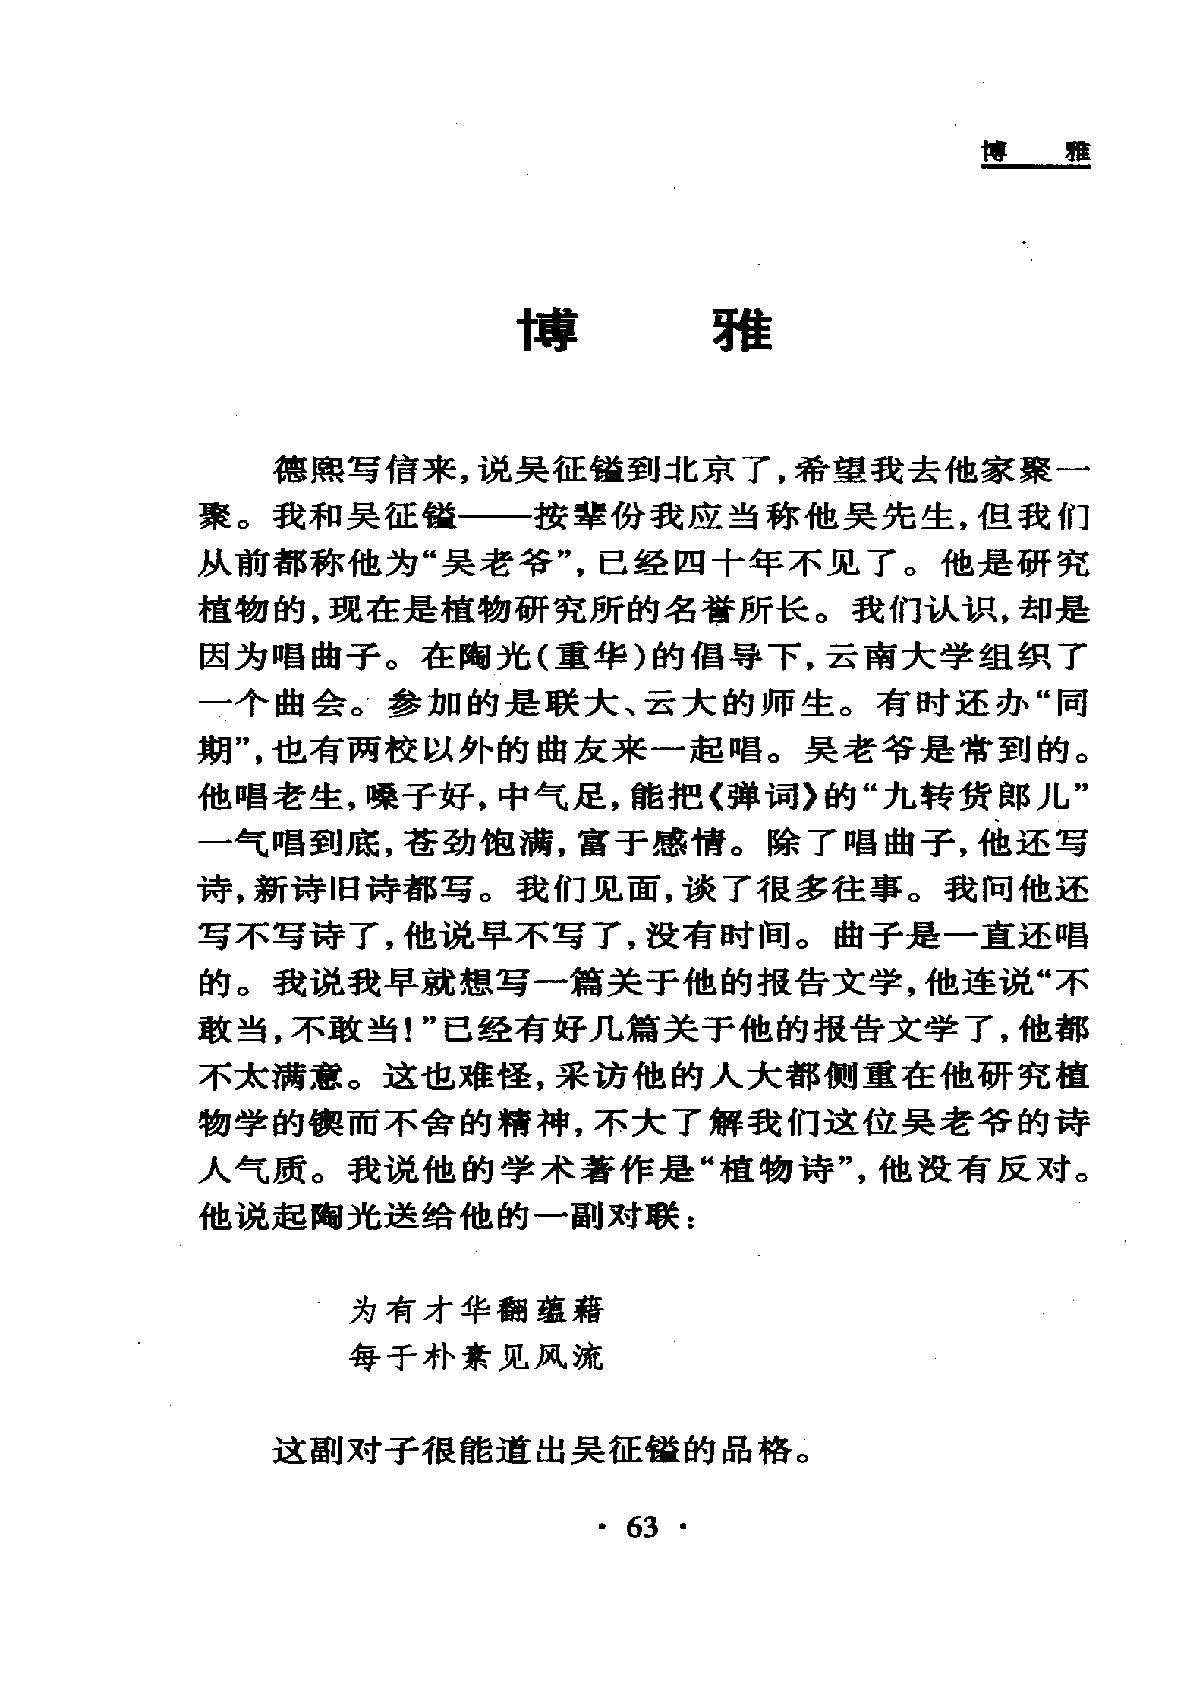 博 雅
博 雅
德熙写信来,说吴征镒到北京了,希望我去他家聚一
聚。我和吴征镒——按辈份我应当称他吴先生,但我们
从前都称他为“吴老爷”,已经四十年不见了。他是研究
植物的,现在是植物研究所的名誉所长。我们认识,却是
因为唱曲子。在陶光(重华)的倡导下,云南大学组织了
一个曲会。参加的是联大、云大的师生。有时还办“同
期”,也有两校以外的曲友来一起唱。吴老爷是常到的。
他唱老生,嗓子好,中气足,能把《弹词》的“九转货郎儿”
一气唱到底,苍劲饱满,富于感情。除了唱曲子,他还写
诗,新诗旧诗都写。我们见面,谈了很多往事。我问他还
写不写诗了,他说早不写了,没有时间。曲子是一直还唱
的。我说我早就想写一篇关于他的报告文学,他连说“不
敢当,不敢当!”已经有好几篇关于他的报告文学了,他都
不太满意。这也难怪,采访他的人大都侧重在他研究植
物学的锲而不舍的精神,不大了解我们这位吴老爷的诗
人气质。我说他的学术著作是“植物诗”,他没有反对。
他说起陶光送给他的一副对联:
为有才华翻蕴藉
每于朴素见风流
这副对子很能道出吴征镒的品格。
· 63 ·